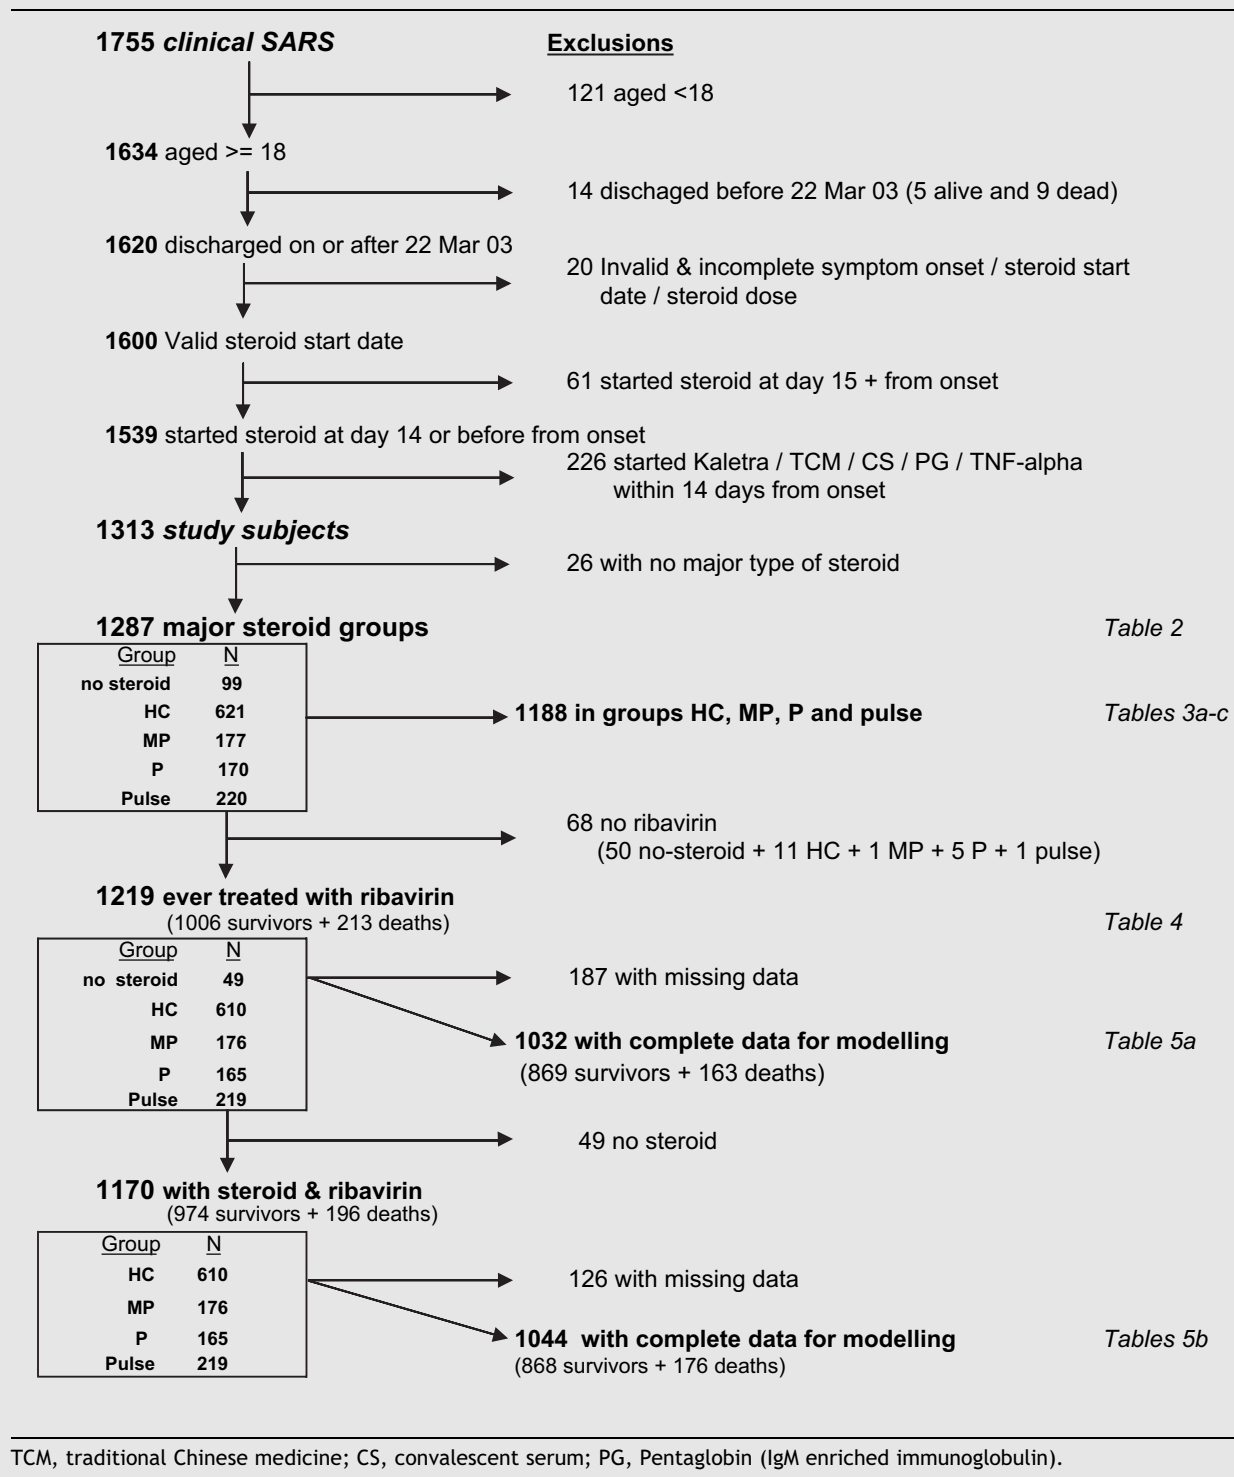 1755 clinical SARS Exclusions
121 aged <18
1634 aged >= 18
14 dischaged before 22 Mar 03 (5 alive and 9 dead)
1620 discharged on or after 22 Mar 03
20 Invalid & incomplete symptom onset / steroid start
date / steroid dose
1600 Valid steroid start date
61 started steroid at day 15 + from onset
1539 started steroid at day 14 or before from onset
226 started Kaletra / TCM / CS / PG / TNF-alpha
within 14 days from onset
1313 study subjects
26 with no major type of steroid
1287 major steroid groups Table 2
Group N
no steroid 99
HC 621
1188 in groups HC, MP, P and pulse Tables 3a-c
MP 177
P 170
Pulse 220
68 no ribavirin
(50 no-steroid + 11 HC + 1 MP + 5 P + 1 pulse)
1219 ever treated with ribavirin
(1006 survivors + 213 deaths) Table 4
Group N
no steroid 49
187 with missing data
HC 610
MP 176
1032 with complete data for modelling Table 5a
(869 survivors + 163 deaths)
P 165
Pulse 219
49 no steroid
1170 with steroid & ribavirin
(974 survivors + 196 deaths)
Group N
HC 610
126 with missing data
MP 176
P 165
1044 with complete data for modelling Tables 5b
(868 survivors + 176 deaths)
Pulse 219
TCM, traditional Chinese medicine; CS, convalescent serum; PG, Pentaglobin (IgM enriched immunoglobulin).